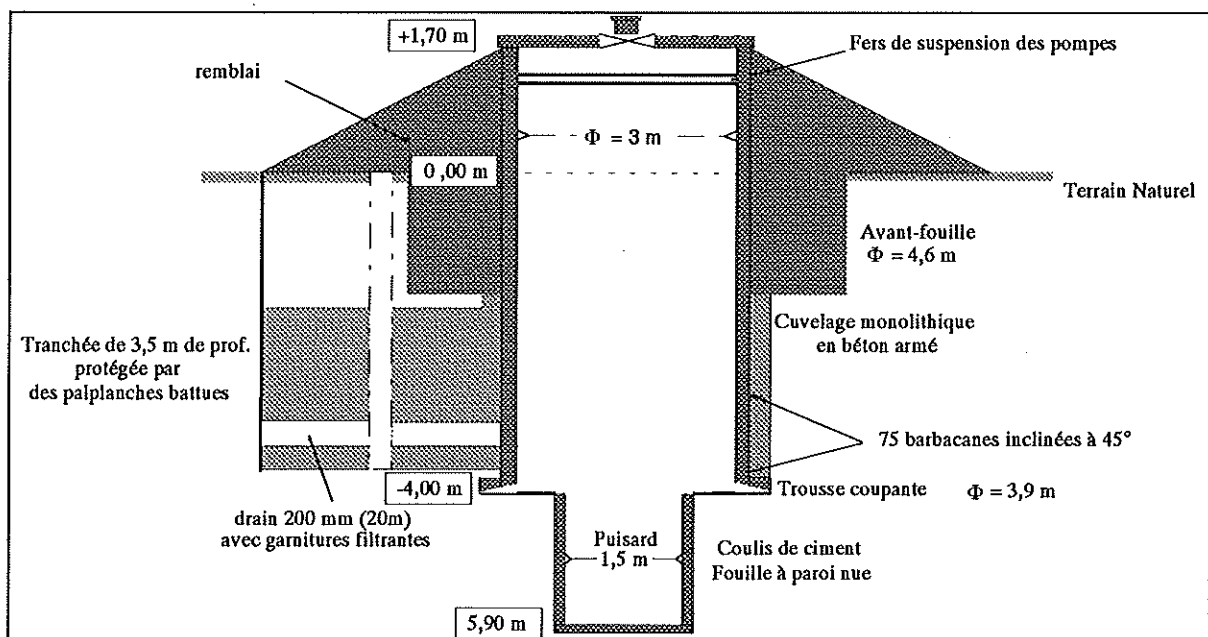 +1,70 m
Fers de suspension des pompes
remblai
Φ = 3 m
0 ,00 m
Terrain Naturel
Avant-fouille
Φ = 4,6 m
Cuvelage monolithique
en béton armé
Tranchée de 3,5 m de prof.
protégée par
des palplanches battues
75 barbacanes inclinées à 45°
-4,00 m
Trousse coupante Φ = 3,9 m
drain 200 mm (20m)
avec garnitures filtrantes
Puisard
1,5 m
Coulis de ciment
Fouille à paroi nue
5,90 m